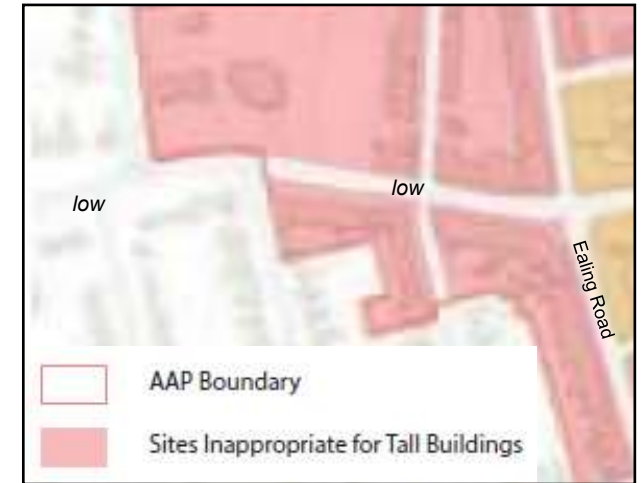 low
low
Ealing Road
AAP Boundary
Sites Inappropriate for Tall Buildings